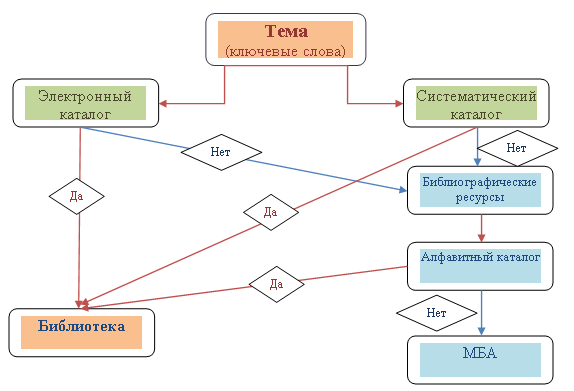 Тема
(ключевые слова)
Электронный
каталог
Систематический
каталог
Нет
Нет
Библиографические
ресурсы
Да
Да
Алфавитный каталог
Да
Нет
Библиотека
МБА